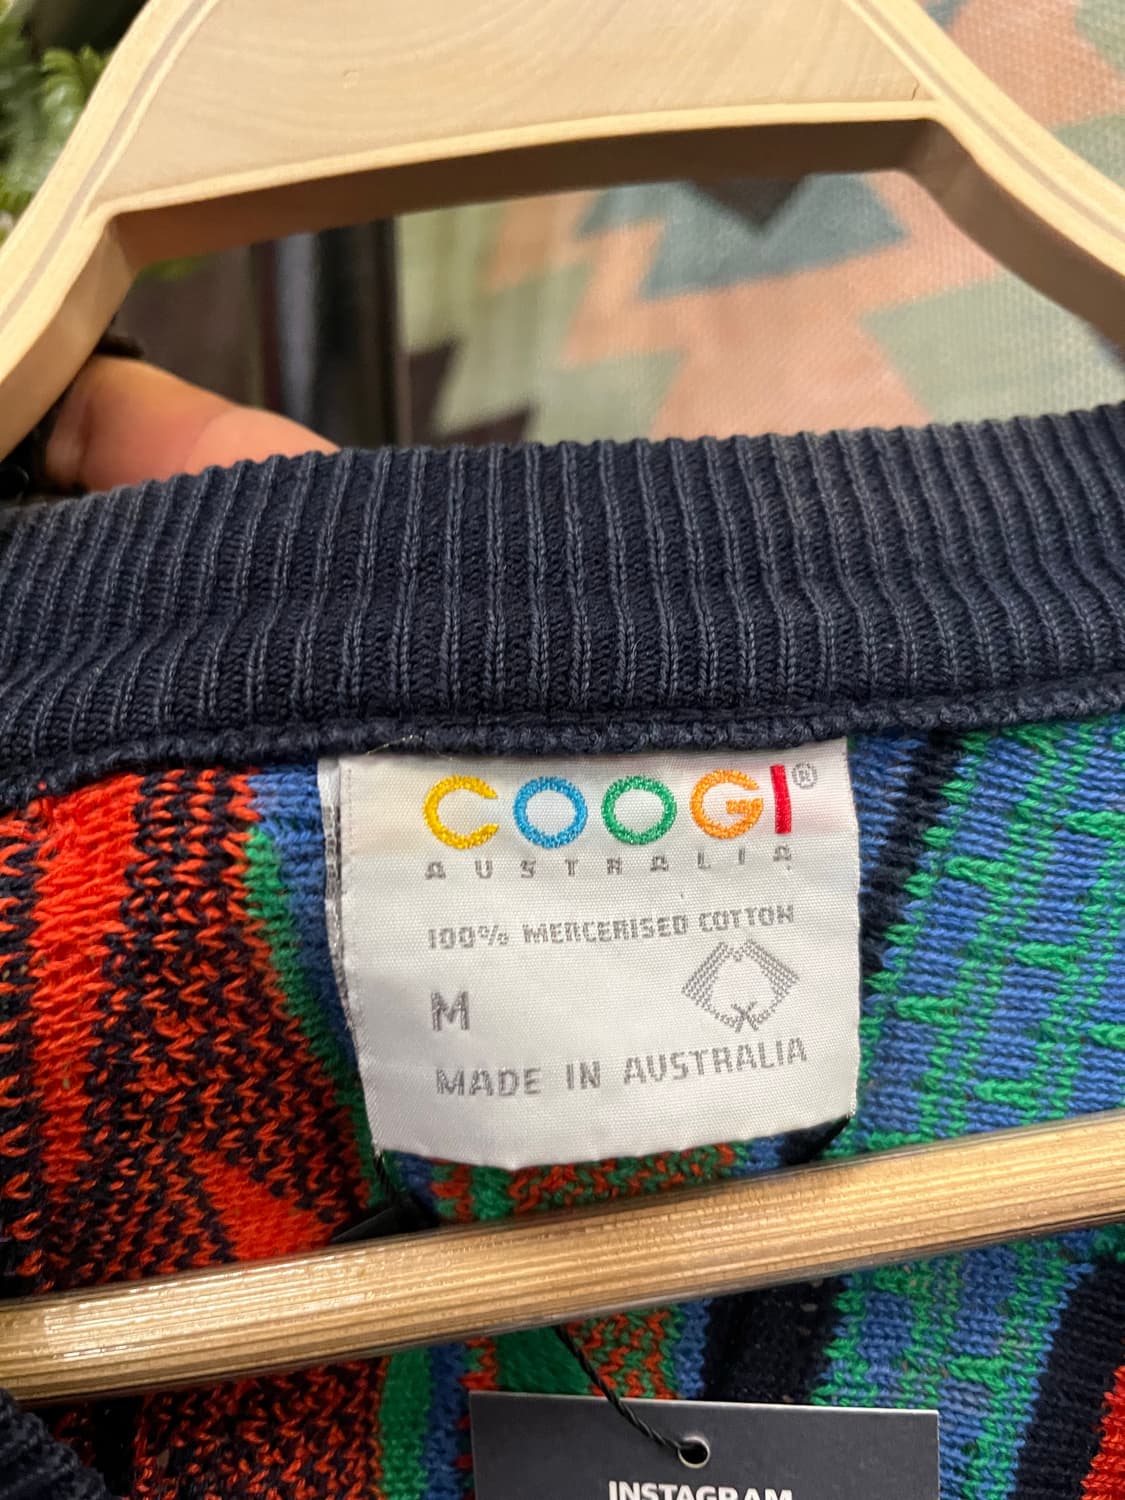 COOGI®
AUSTRALIA
100% MERCERISED COTTON
M
MADE IN AUSTRALIA
INSTAGRAM